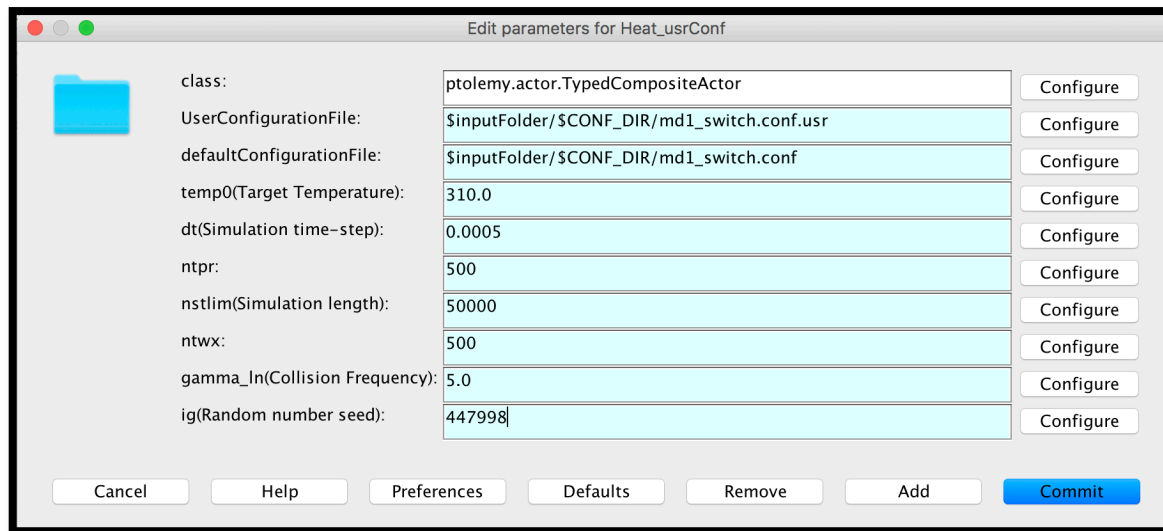 Edit parameters for Heat_usrConf
class: ptolemy.actor.TypedCompositeActor Configure
UserConfigurationFile: $inputFolder/$CONF_DIR/md1_switch.conf.usr Configure
defaultConfigurationFile: $inputFolder/$CONF_DIR/md1_switch.conf Configure
temp0(Target Temperature): 310.0 Configure
dt(Simulation time-step): 0.0005 Configure
ntpr: 500 Configure
nstlim(Simulation length): 50000 Configure
ntwx: 500 Configure
gamma_ln(Collision Frequency): 5.0 Configure
ig(Random number seed): 447998 Configure
Cancel Help Preferences Defaults Remove Add Commit